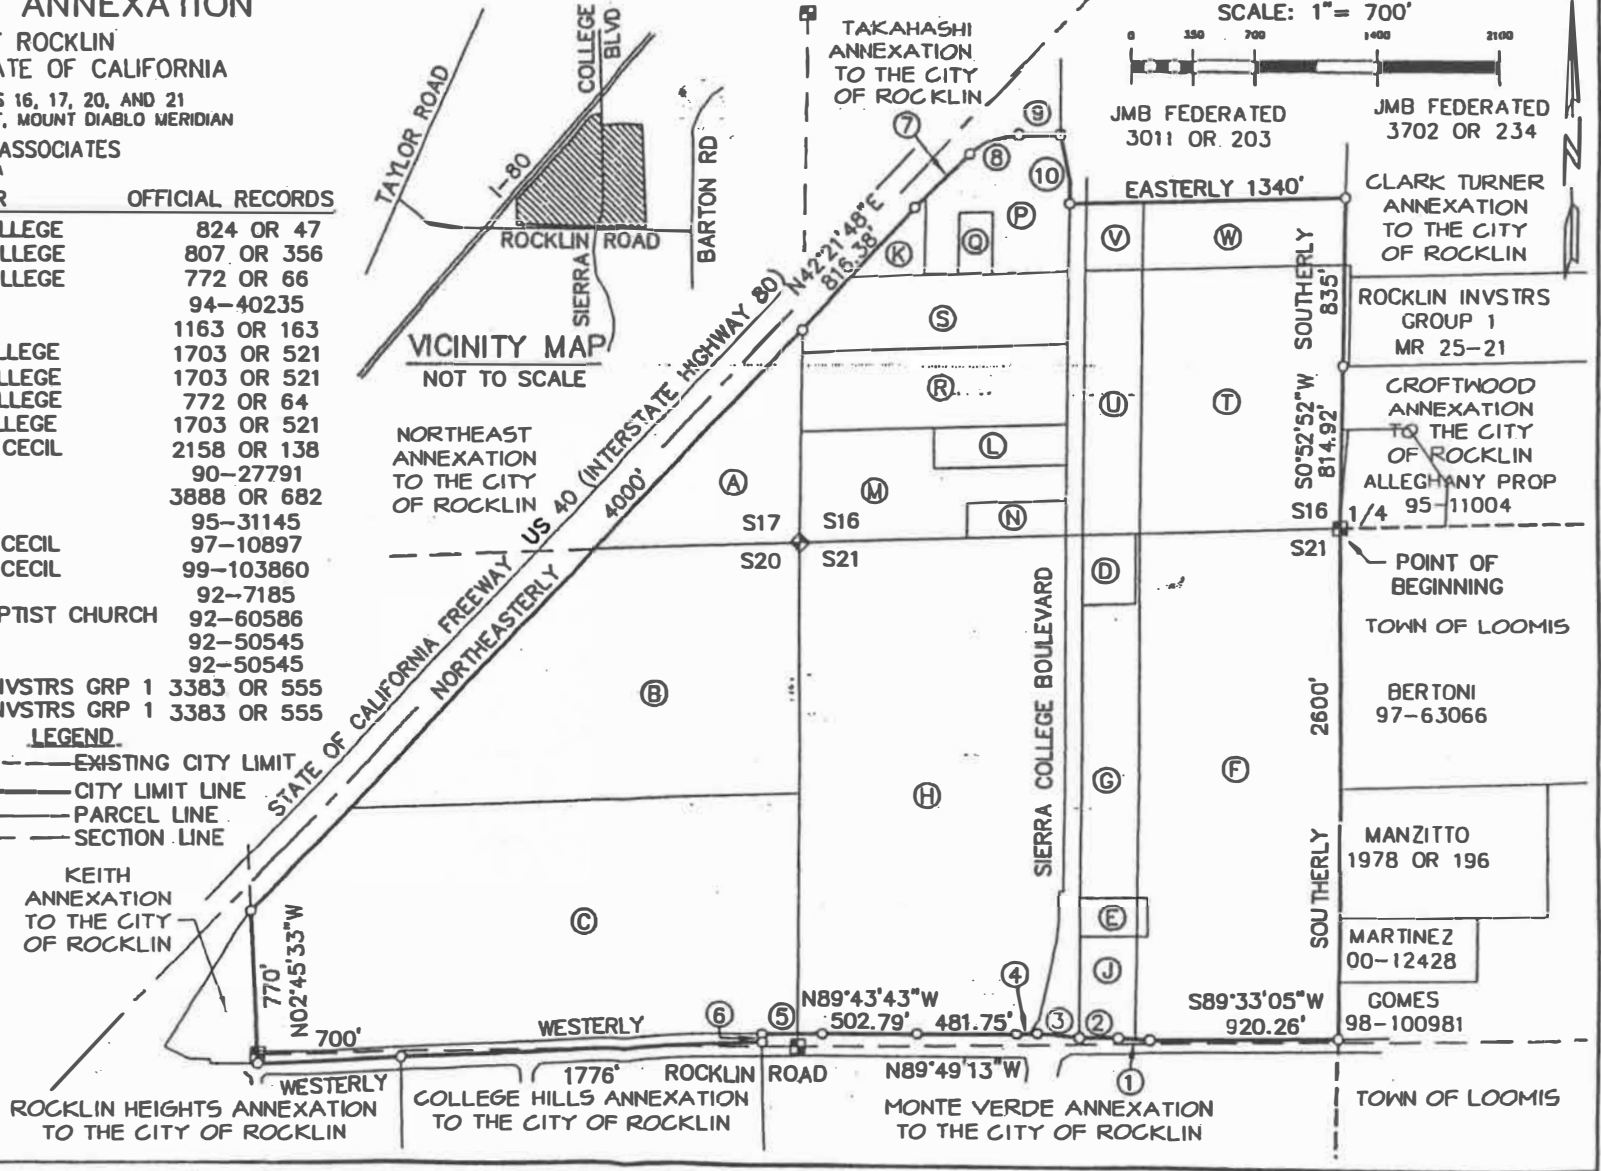 ANNEXATION
ROCKLIN
STATE OF CALIFORNIA
16, 17, 20, AND 21
MOUNT DIABLO MERIDIAN
ASSOCIATES
OFFICIAL RECORDS
LLEGE 824 OR 47
LLEGE 807 OR 356
LLEGE 772 OR 66
94-40235
1163 OR 163
LLEGE 1703 OR 521
LLEGE 1703 OR 521
LLEGE 772 OR 64
LLEGE 1703 OR 521
CECIL 2158 OR 138
90-27791
3888 OR 682
95-31145
CECIL 97-10897
CECIL 99-103860
92-7185
PTIST CHURCH 92-60586
92-50545
92-50545
NVSTRS GRP 1 3383 OR 555
NVSTRS GRP 1 3383 OR 555
LEGEND
EXISTING CITY LIMIT
CITY LIMIT LINE
PARCEL LINE
SECTION LINE
TAYLOR ROAD
I-80
SIERRA COLLEGE BLVD
BARTON RD
ROCKLIN ROAD
VICINITY MAP
NOT TO SCALE
TAKAHASHI
ANNEXATION
TO THE CITY
OF ROCKLIN
SCALE: 1"= 700'
0 350 700 1400 2100
JMB FEDERATED
3011 OR 203
JMB FEDERATED
3702 OR 234
N
CLARK TURNER
ANNEXATION
TO THE CITY
OF ROCKLIN
ROCKLIN INVSTRS
GROUP 1
MR 25-21
CROFTWOOD
ANNEXATION
TO THE CITY
OF ROCKLIN
ALLEGHANY PROP
95-11004
1/4
POINT OF
BEGINNING
TOWN OF LOOMIS
BERTONI
97-63066
MANZITTO
1978 OR 196
MARTINEZ
00-12428
GOMES
98-100981
TOWN OF LOOMIS
EASTERLY 1340'
SOUTHERLY 835'
S0°52'52"W
814.92'
SOUTHERLY 2600'
S89°33'05"W
920.26'
N42°21'48"E
816.38'
STATE OF CALIFORNIA FREEWAY US 40 (INTERSTATE HIGHWAY 80)
NORTHEASTERLY 4000'
NORTHEAST
ANNEXATION
TO THE CITY
OF ROCKLIN
7
8
9
10
K
Q
P
V
W
S
R
U
T
L
A
M
N
S17 S16
S20 S21
S16
S21
D
B
H
G
F
C
E
J
SIERRA COLLEGE BOULEVARD
KEITH
ANNEXATION
TO THE CITY
OF ROCKLIN
770'
N02°45'33"W
700'
WESTERLY
6
5
N89°43'43"W
502.79'
481.75'
4
3
2
1
WESTERLY
1776'
ROCKLIN ROAD
N89°49'13"W
ROCKLIN HEIGHTS ANNEXATION
TO THE CITY OF ROCKLIN
COLLEGE HILLS ANNEXATION
TO THE CITY OF ROCKLIN
MONTE VERDE ANNEXATION
TO THE CITY OF ROCKLIN